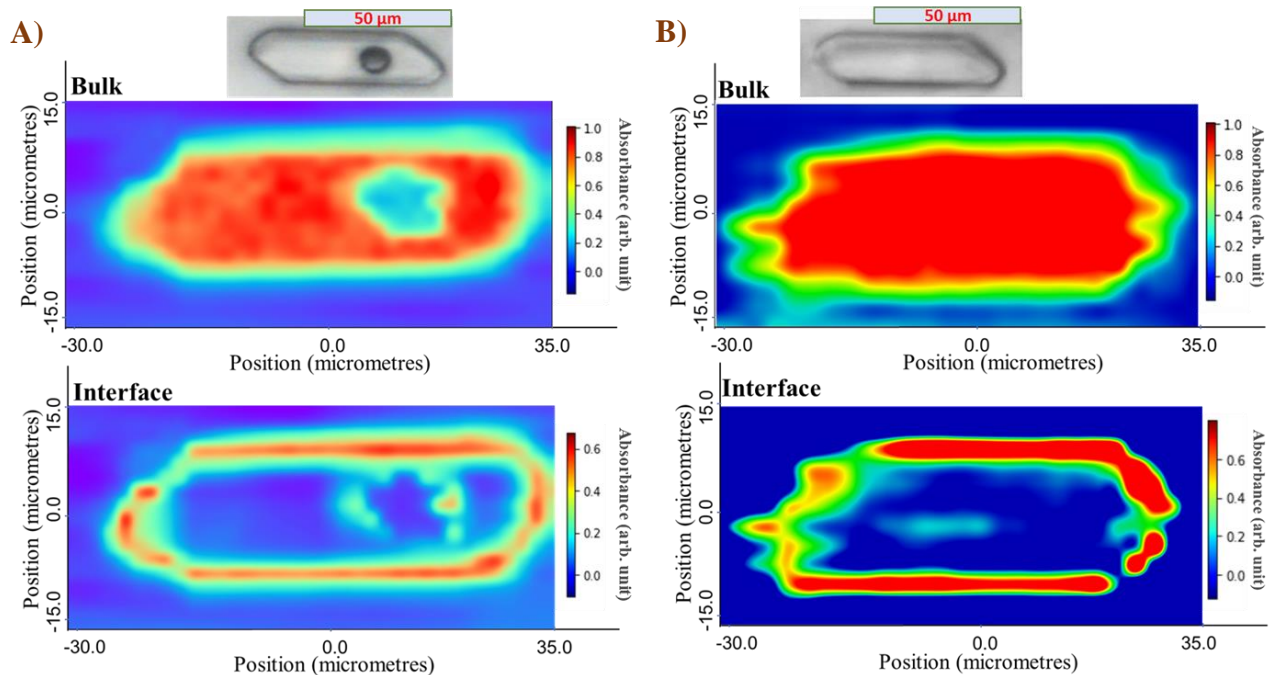 A)
50 µm
Bulk
15.0
0.0
-15.0
Position (micrometres)
-30.0
0.0
35.0
Position (micrometres)
1.0
0.8
0.6
0.4
0.2
0.0
Absorbance (arb. unit)
Interface
15.0
0.0
-15.0
Position (micrometres)
-30.0
0.0
35.0
Position (micrometres)
0.6
0.4
0.2
0.0
Absorbance (arb. unit)
B)
50 µm
Bulk
15.0
0.0
-15.0
Position (micrometres)
-30.0
0.0
35.0
Position (micrometres)
1.0
0.8
0.6
0.4
0.2
0.0
Absorbance (arb. unit)
Interface
15.0
0.0
-15.0
Position (micrometres)
-30.0
0.0
35.0
Position (micrometres)
0.6
0.4
0.2
0.0
Absorbance (arb. unit)